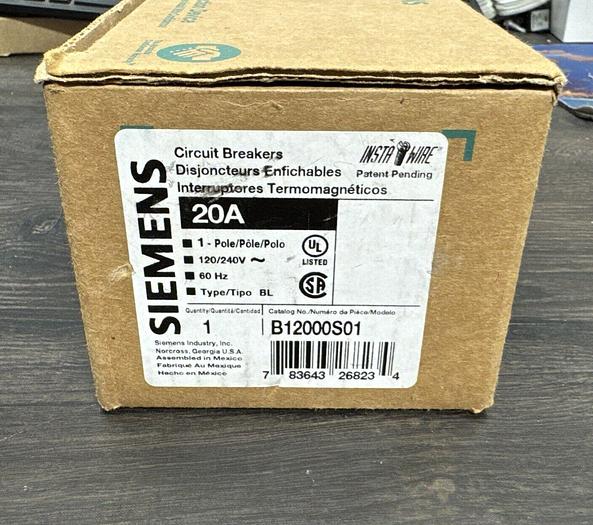 SIEMENS
Circuit Breakers
Disjoncteurs Enfichables
Interruptores Termomagnéticos
INSTA WIRE
Patent Pending
20A
1 - Pole/Pôle/Polo
120/240V ~
60 Hz
Type/Tipo BL
UL
LISTED
SA
Quantity/Quantité/Cantidad
1
Catalog No./Numéro de Pièce/Modelo
B12000S01
Siemens Industry, Inc.
Norcross, Georgia U.S.A.
Assembled in Mexico
Fabriqué Au Mexique
Hecho en México
7 83643 26823 4